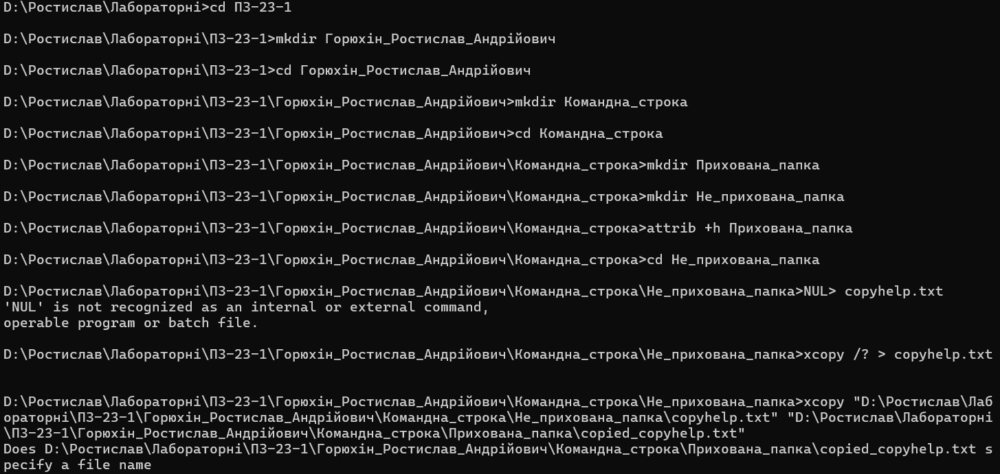 D:\Ростислав\Лабораторні>cd ПЗ-23-1
D:\Ростислав\Лабораторні\ПЗ-23-1>mkdir Горюхін_Ростислав_Андрійович
D:\Ростислав\Лабораторні\ПЗ-23-1>cd Горюхін_Ростислав_Андрійович
D:\Ростислав\Лабораторні\ПЗ-23-1\Горюхін_Ростислав_Андрійович>mkdir Командна_строка
D:\Ростислав\Лабораторні\ПЗ-23-1\Горюхін_Ростислав_Андрійович>cd Командна_строка
D:\Ростислав\Лабораторні\ПЗ-23-1\Горюхін_Ростислав_Андрійович\Командна_строка>mkdir Прихована_папка
D:\Ростислав\Лабораторні\ПЗ-23-1\Горюхін_Ростислав_Андрійович\Командна_строка>mkdir Не_прихована_папка
D:\Ростислав\Лабораторні\ПЗ-23-1\Горюхін_Ростислав_Андрійович\Командна_строка>attrib +h Прихована_папка
D:\Ростислав\Лабораторні\ПЗ-23-1\Горюхін_Ростислав_Андрійович\Командна_строка>cd Не_прихована_папка
D:\Ростислав\Лабораторні\ПЗ-23-1\Горюхін_Ростислав_Андрійович\Командна_строка\Не_прихована_папка>NUL> copyhelp.txt
'NUL' is not recognized as an internal or external command,
operable program or batch file.
D:\Ростислав\Лабораторні\ПЗ-23-1\Горюхін_Ростислав_Андрійович\Командна_строка\Не_прихована_папка>xcopy /? > copyhelp.txt
D:\Ростислав\Лабораторні\ПЗ-23-1\Горюхін_Ростислав_Андрійович\Командна_строка\Не_прихована_папка>xcopy "D:\Ростислав\Лаб
ораторні\ПЗ-23-1\Горюхін_Ростислав_Андрійович\Командна_строка\Не_прихована_папка\copyhelp.txt" "D:\Ростислав\Лабораторні
\ПЗ-23-1\Горюхін_Ростислав_Андрійович\Командна_строка\Прихована_папка\copied_copyhelp.txt"
Does D:\Ростислав\Лабораторні\ПЗ-23-1\Горюхін_Ростислав_Андрійович\Командна_строка\Прихована_папка\copied_copyhelp.txt s
pecify a file name